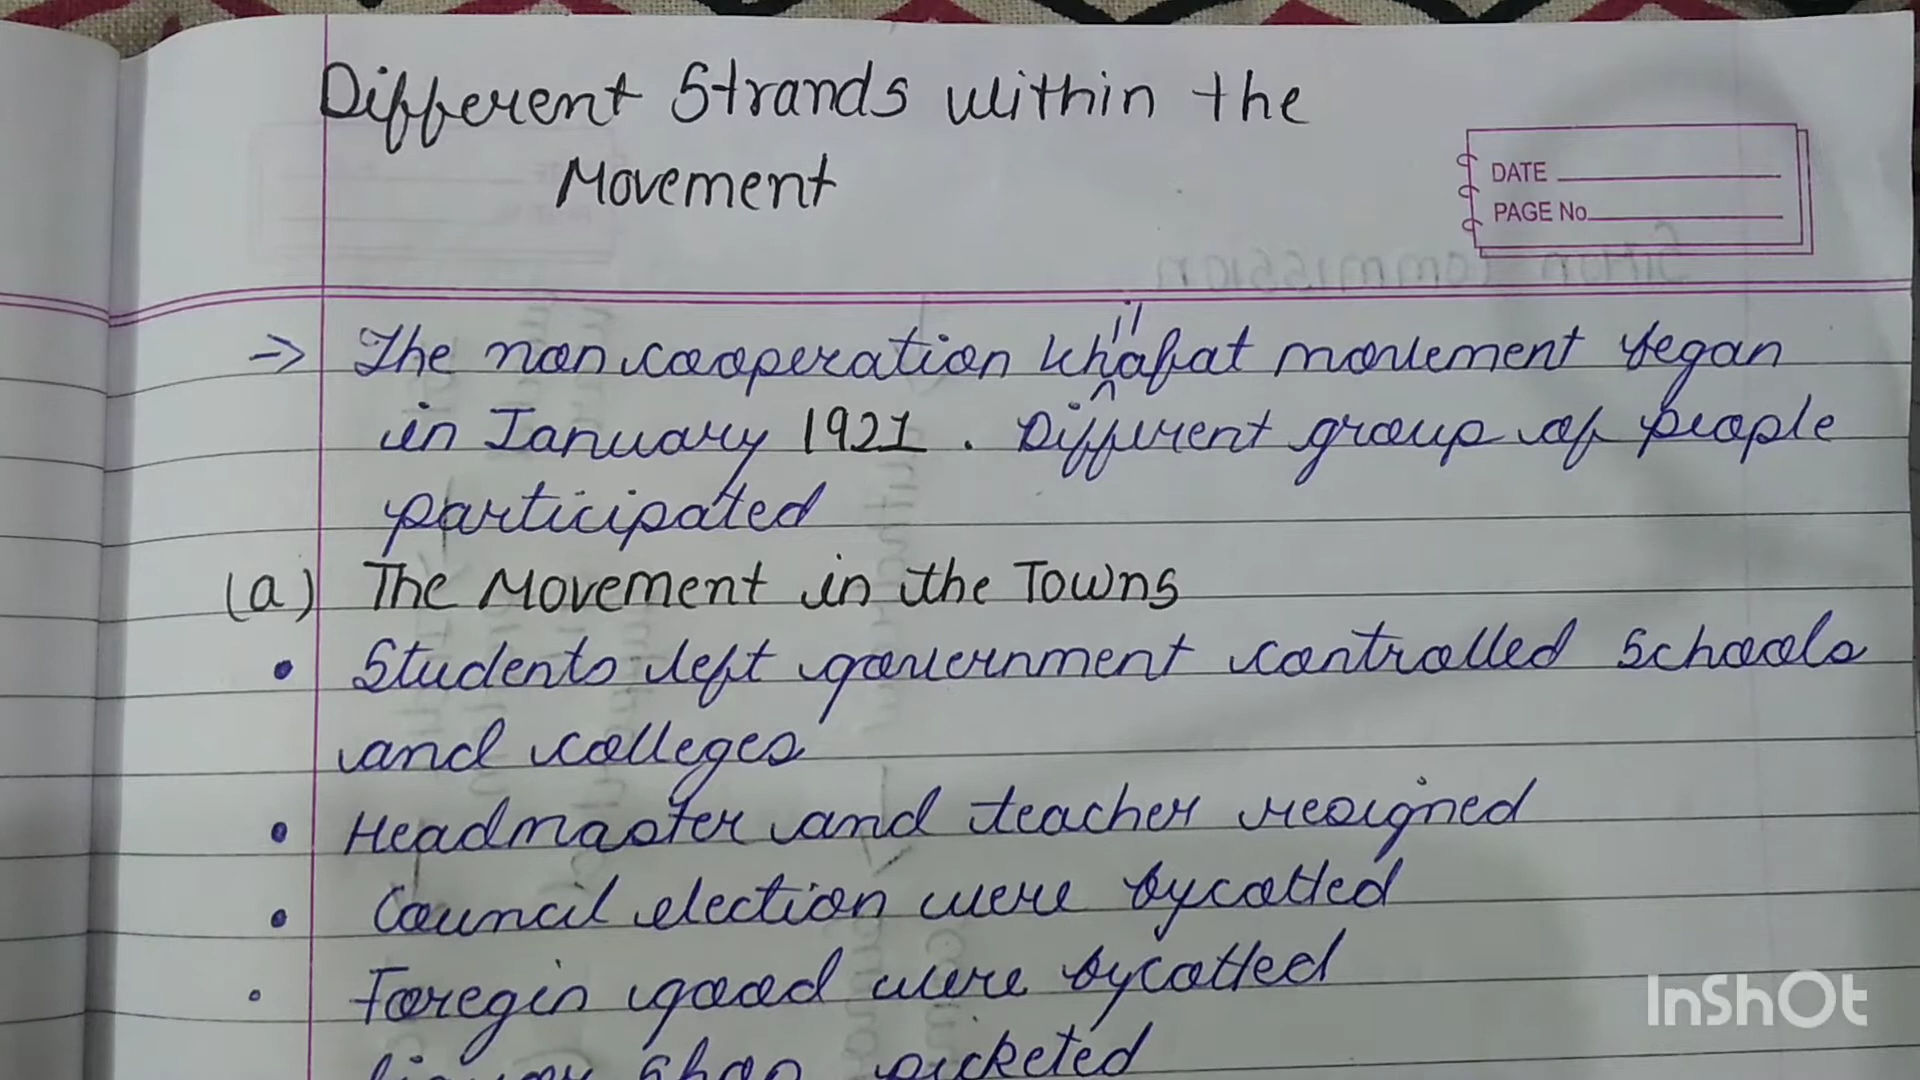 Different Strands within the
Movement
DATE
PAGE No.
→ The non cooperation khilafat movement began
in January 1921. Different group of people
participated
(a) The Movement in the Towns
• Students left government controlled schools
and colleges
• Headmaster and teacher resigned
• Council election were bycotted
• Foregin good were bycotted
shop picketed
InShOt